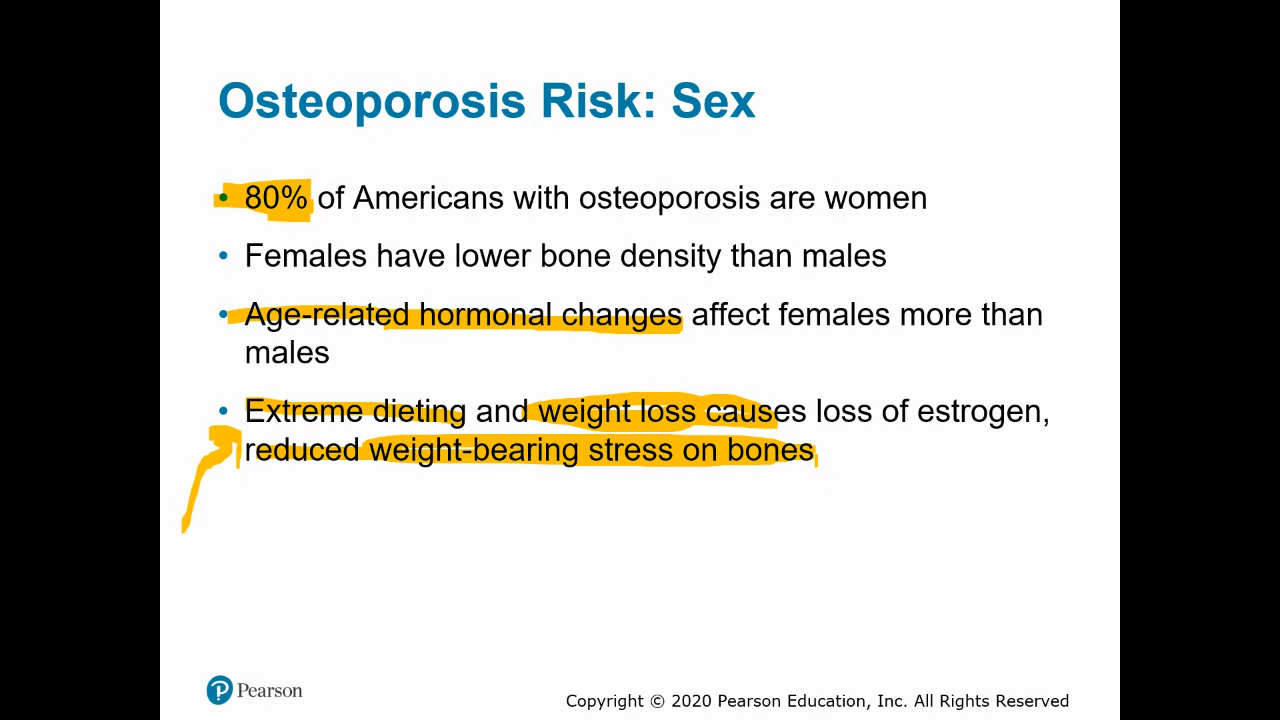 Osteoporosis Risk: Sex
• 80% of Americans with osteoporosis are women
• Females have lower bone density than males
• Age-related hormonal changes affect females more than
males
• Extreme dieting and weight loss causes loss of estrogen,
reduced weight-bearing stress on bones
Pearson
Copyright © 2020 Pearson Education, Inc. All Rights Reserved